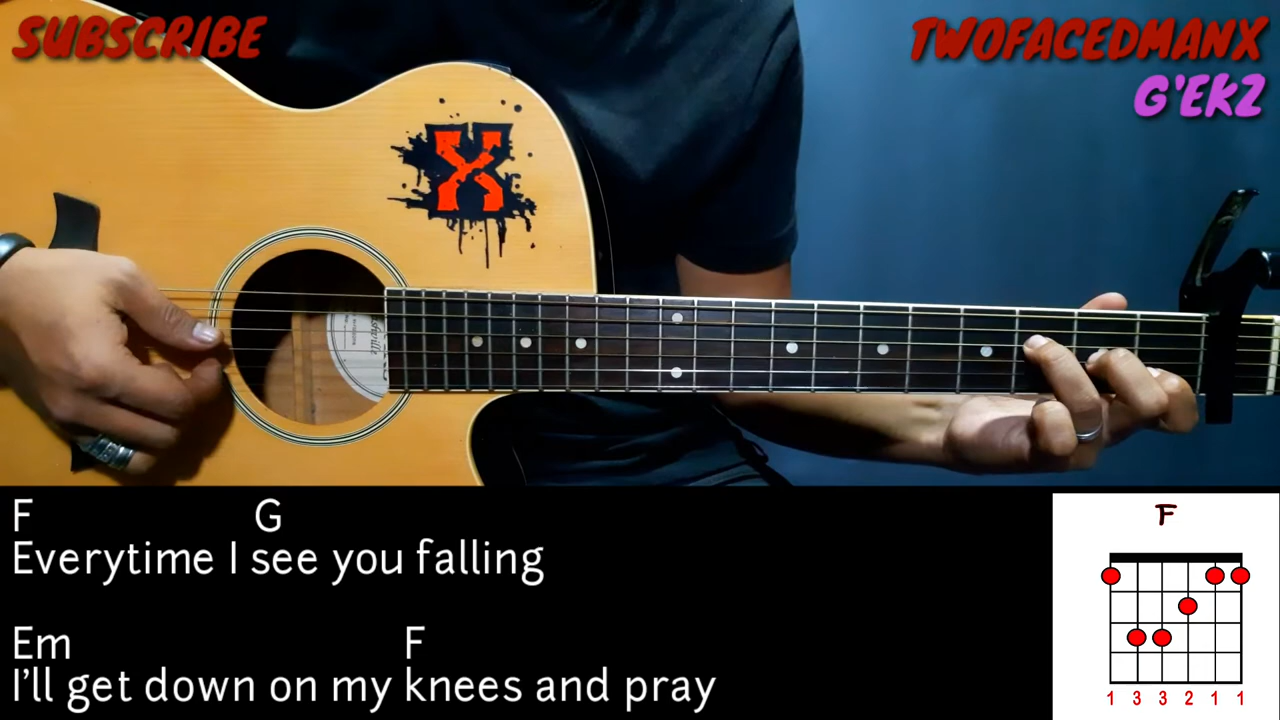 SUBSCRIBE
TWOFACEDMANX
G'EKZ
X
F G
Everytime I see you falling
Em F
I'll get down on my knees and pray
F
1 3 3 2 1 1